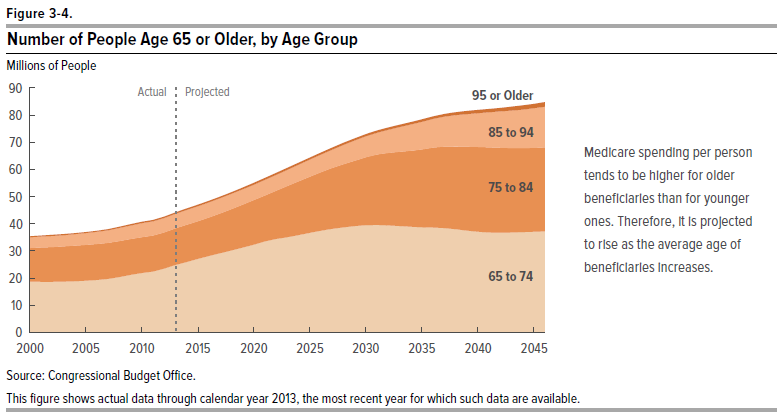 Figure 3-4.
Number of People Age 65 or Older, by Age Group
Millions of People
90
80
70
60
50
40
30
20
10
0
Actual
Projected
95 or Older
85 to 94
75 to 84
65 to 74
2000 2005 2010 2015 2020 2025 2030 2035 2040 2045
Medicare spending per person
tends to be higher for older
beneficiaries than for younger
ones. Therefore, it is projected
to rise as the average age of
beneficiaries increases.
Source: Congressional Budget Office.
This figure shows actual data through calendar year 2013, the most recent year for which such data are available.